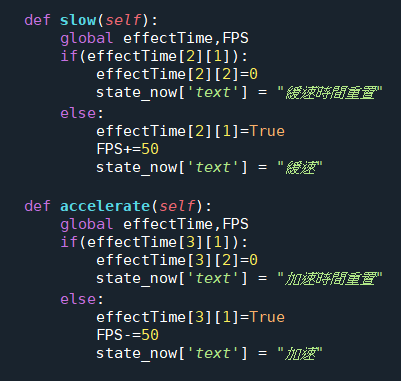 def slow(self):
    global effectTime,FPS
    if(effectTime[2][1]):
        effectTime[2][2]=0
        state_now['text'] = "緩速時間重置"
    else:
        effectTime[2][1]=True
        FPS+=50
        state_now['text'] = "緩速"

def accelerate(self):
    global effectTime,FPS
    if(effectTime[3][1]):
        effectTime[3][2]=0
        state_now['text'] = "加速時間重置"
    else:
        effectTime[3][1]=True
        FPS-=50
        state_now['text'] = "加速"